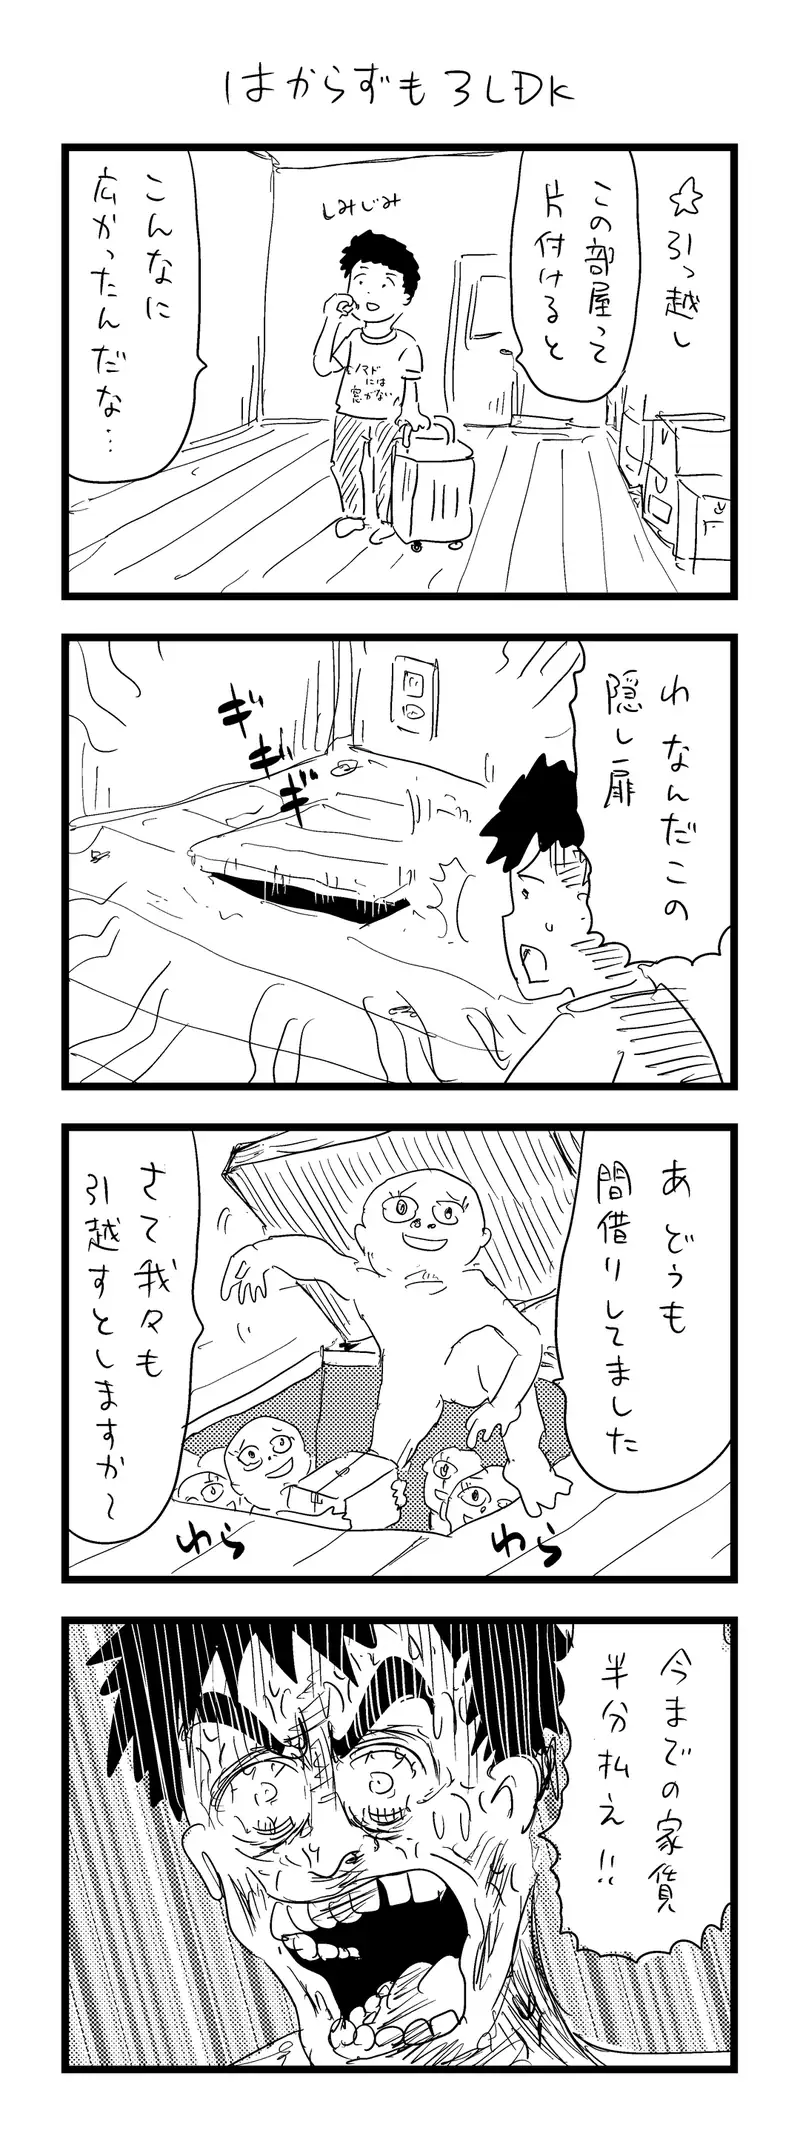 はからずも3LDK
☆引っ越し
この部屋って
片付けると
しみじみ
こんなに
広かったんだな…
ノマド
には
窓がない
わ なんだこの
隠し扉
ギギギ
あ どうも
間借りしてました
さて我々も
引越すとしますか〜
わら
わら
今までの家賃
半分払え!!